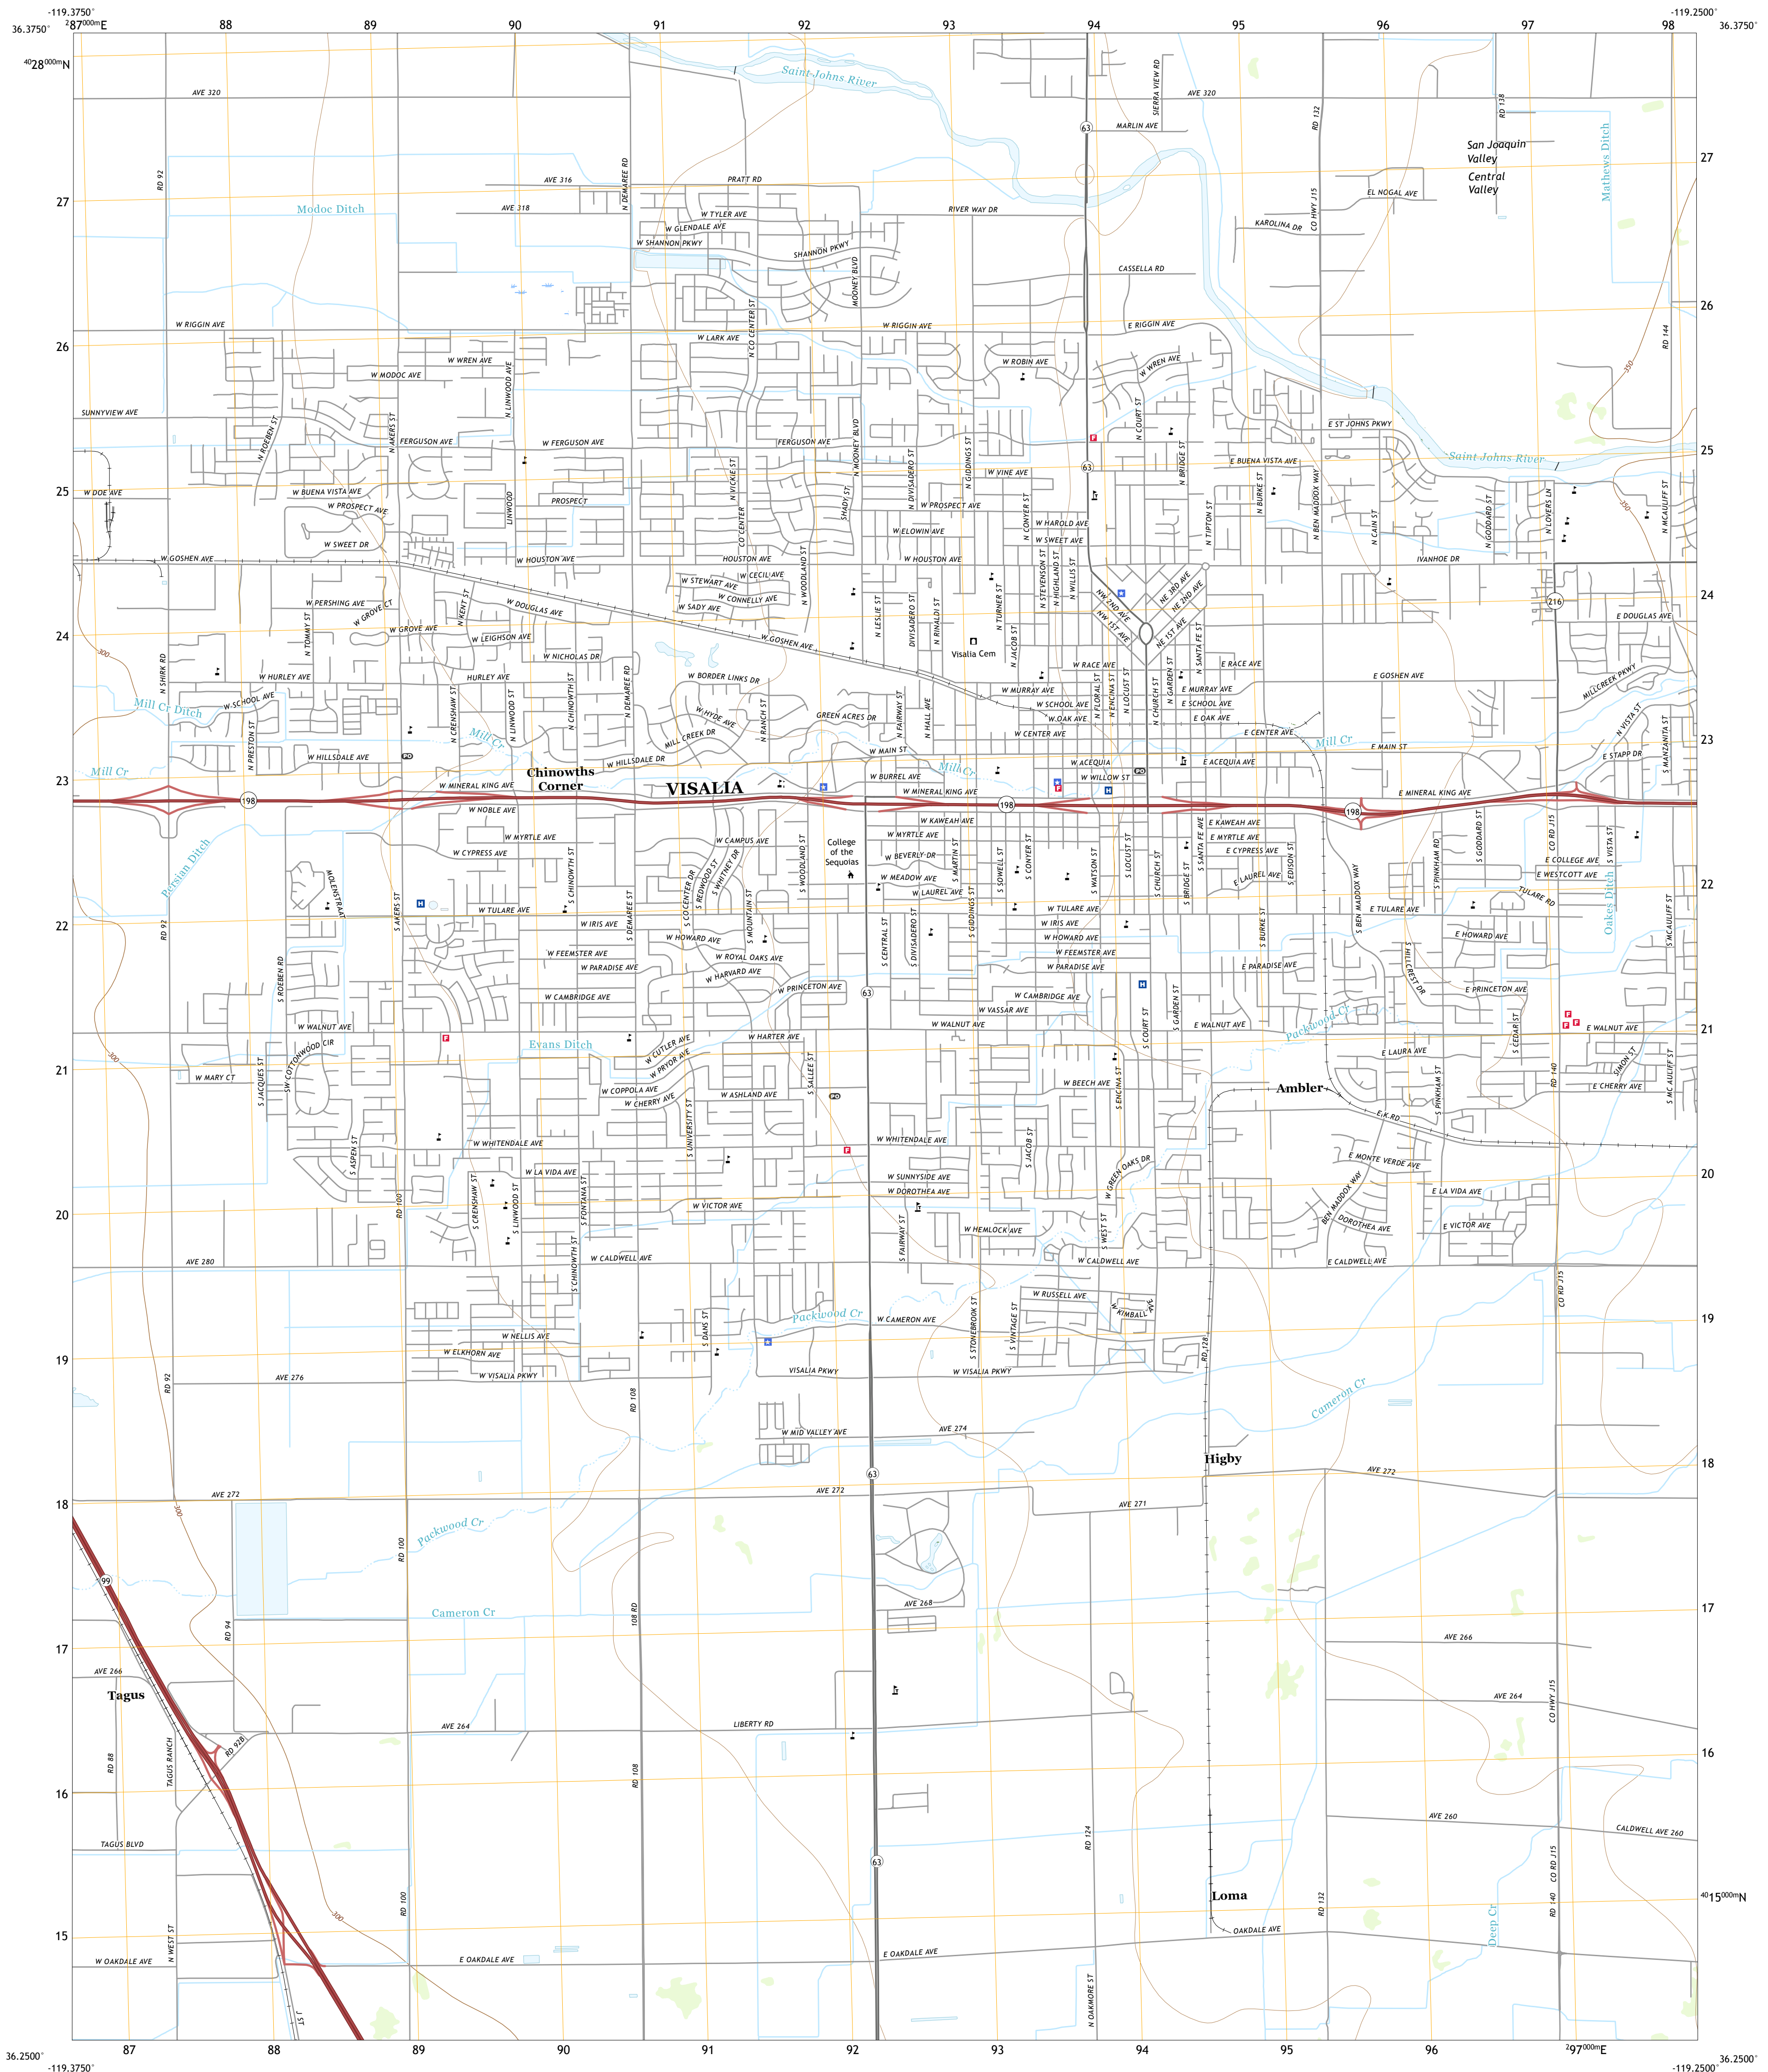 -119.3750°
-119.2500°
36.3750°
36.3750°
287000mE
88
89
90
91
92
93
94
95
96
97
98
4028000mN
Saint Johns River
AVE 320
SIERRA VIEW RD
AVE 320
RD 138
RD 132
63
MARLIN AVE
Mathews Ditch
San Joaquin
Valley
Central
Valley
27
RD 92
N DEMAREE RD
AVE 316
PRATT RD
27
Modoc Ditch
AVE 318
W TYLER AVE
RIVER WAY DR
CO HWY J15
EL NOGAL AVE
W GLENDALE AVE
KAROLINA DR
W SHANNON PKWY
SHANNON PKWY
MOONEY BLVD
CASSELLA RD
26
W RIGGIN AVE
N CO CENTER ST
W RIGGIN AVE
E RIGGIN AVE
RD 144
26
W LARK AVE
W WREN AVE
W ROBIN AVE
W WREN AVE
W MODOC AVE
N LINWOOD AVE
350
SUNNYVIEW AVE
N ROEBEN ST
N AKERS ST
FERGUSON AVE
W FERGUSON AVE
FERGUSON AVE
N MOONEY BLVD
N COURT ST
E ST JOHNS PKWY
Saint Johns River
25
63
N GIDDINGS ST
N DIVISADERO ST
N BRIDGE ST
E BUENA VISTA AVE
W VINE AVE
N VICKIE ST
25
W DOE AVE
W BUENA VISTA AVE
W PROSPECT AVE
LINWOOD
PROSPECT
SHADY ST
W PROSPECT AVE
N CONYER ST
N BURKE ST
N BEN MADDOX WAY
N CAIN ST
N GODDARD ST
N LOVERS LN
N MCAULIFF ST
350
W HAROLD AVE
W ELOWIN AVE
N TIPTON ST
W SWEET DR
CO CENTER
W SWEET AVE
W GOSHEN AVE
W HOUSTON AVE
HOUSTON AVE
W HOUSTON AVE
IVANHOE DR
W CECIL AVE
W STEWART AVE
N WOODLAND ST
N STEVENSON ST
N HIGHLAND ST
N WILLIS ST
NE 3RD AVE
NE 2ND AVE
NW 2ND AVE
NW 1ST AVE
NE 1ST AVE
W CONNELLY AVE
W SADY AVE
216
24
W PERSHING AVE
W GROVE CT
N KENT ST
W DOUGLAS AVE
N LESLIE ST
DIVISADERO ST
N RINALDI ST
N TURNER ST
N JACOB ST
E DOUGLAS AVE
24
N TOMMY ST
W GROVE AVE
W LEIGHSON AVE
W GOSHEN AVE
Visalia Cem
N SANTA FE ST
300
W NICHOLAS DR
W RACE AVE
E RACE AVE
N SHIRK RD
W HURLEY AVE
HURLEY AVE
N DEMAREE RD
W BORDER LINKS DR
W MURRAY AVE
E MURRAY AVE
E GOSHEN AVE
MILLCREEK PKWY
Mill Cr Ditch
W SCHOOL AVE
N CRENSHAW ST
N LINWOOD ST
N CHINOWTH ST
W HYDE AVE
N RANCH ST
GREEN ACRES DR
N FAIRWAY ST
N HALL AVE
N FLORAL ST
N ENCINA ST
N LOCUST ST
N CHURCH ST
N GARDEN ST
W SCHOOL AVE
E SCHOOL AVE
W OAK AVE
E OAK AVE
N PRESTON ST
Mill Cr
MILL CREEK DR
W MAIN ST
W CENTER AVE
E CENTER AVE
Mill Cr
E MAIN ST
N VISTA ST
E STAPP DR
N MANZANITA ST
23
W HILLSDALE AVE
PO
W HILLSDALE DR
Mill Cr
W ACEQUIA
E ACEQUIA AVE
Mill Cr
Chinowths
Corner
W BURREL AVE
W WILLOW ST
PO
23
W MINERAL KING AVE
VISALIA
W MINERAL KING AVE
E MINERAL KING AVE
198
198
198
W NOBLE AVE
W KAWEAH AVE
E KAWEAH AVE
W MYRTLE AVE
W CAMPUS AVE
College
of the
Sequoias
W MYRTLE AVE
E MYRTLE AVE
W CYPRESS AVE
W BEVERLY DR
E CYPRESS AVE
E COLLEGE AVE
Persian Ditch
MOLENSTRAAT
S CHINOWTH ST
S CO CENTER DR
S REDWOOD ST
S WHITNEY DR
S WOODLAND ST
W MEADOW AVE
S MARTIN ST
S SOWELL ST
S CONYER ST
S WATSON ST
S LOCUST ST
S CHURCH ST
S BRIDGE ST
S SANTA FE AVE
E LAUREL AVE
S EDISON ST
S BEN MADDOX WAY
S PINKHAM RD
S GODDARD ST
CO RD J15
E WESTCOTT AVE
S VISTA ST
W LAUREL AVE
TULARE RD
22
RD 92
S AKERS ST
H
W TULARE AVE
S DEMAREE ST
S MOUNTAIN ST
S GIDDINGS ST
W TULARE AVE
E TULARE AVE
Oakes Ditch
S MCAULIFF ST
22
W IRIS AVE
W IRIS AVE
S CENTRAL ST
S DIVISADERO ST
S BURKE ST
W HOWARD AVE
W HOWARD AVE
E HOWARD AVE
W FEEMSTER AVE
W ROYAL OAKS AVE
W FEEMSTER AVE
S ROEBEN RD
W PARADISE AVE
W HARVARD AVE
W PARADISE AVE
E PARADISE AVE
S HILLCREST DR
W PRINCETON AVE
E PRINCETON AVE
W CAMBRIDGE AVE
63
W CAMBRIDGE AVE
H
W VASSAR AVE
S GARDEN ST
Packwood Cr
W WALNUT AVE
W WALNUT AVE
E WALNUT AVE
E WALNUT AVE
21
W COTTONWOOD CIR
Evans Ditch
W CUTLER AVE
W HARTER AVE
S COURT ST
S CEDAR ST
300
W PRYOR AVE
E LAURA AVE
SIMON ST
21
W MARY CT
S JACQUES ST
SW
W COPPOLA AVE
S SALLEE ST
W BEECH AVE
S ENCINA ST
Ambler
S PINKHAM ST
RD 140
E CHERRY AVE
S MC AULIFF ST
W CHERRY AVE
W ASHLAND AVE
PO
E K RD
S ASPEN ST
W WHITENDALE AVE
S UNIVERSITY ST
W WHITENDALE AVE
S JACOB ST
W GREEN OAKS DR
E MONTE VERDE AVE
W LA VIDA AVE
W SUNNYSIDE AVE
20
RD 100
S CRENSHAW ST
S LINWOOD ST
S FONTANA ST
W VICTOR AVE
W DOROTHEA AVE
BEN MADDOX WAY
E LA VIDA AVE
20
S FAIRWAY ST
W HEMLOCK AVE
S WEST ST
DOROTHEA AVE
E VICTOR AVE
AVE 280
S CHINOWTH ST
W CALDWELL AVE
W CALDWELL AVE
E CALDWELL AVE
CO RD J15
W RUSSELL AVE
W KIMBALL AVE
Packwood Cr
S DANS ST
W CAMERON AVE
S STONEBROOK ST
S VINTAGE ST
RD 128
19
W NELLIS AVE
W ELKHORN AVE
19
RD 92
AVE 276
W VISALIA PKWY
VISALIA PKWY
W VISALIA PKWY
RD 108
Cameron Cr
W MID VALLEY AVE
AVE 274
Higby
18
63
AVE 272
AVE 272
AVE 272
18
300
AVE 271
Packwood Cr
RD 100
99
Cameron Cr
108 RD
AVE 268
17
RD 94
AVE 266
17
AVE 266
Tagus
CO HWY J15
AVE 264
AVE 264
LIBERTY RD
RD 92B
RD 88
TAGUS RANCH
RD 108
16
16
AVE 260
CALDWELL AVE 260
TAGUS BLVD
RD 124
63
RD 100
300
Loma
RD 132
RD 140
CO RD J15
4015000mN
Deep Cr
15
N WEST ST
OAKDALE AVE
W OAKDALE AVE
E OAKDALE AVE
E OAKDALE AVE
N OAKMORE ST
J ST
87
88
89
90
91
92
93
94
95
96
297000mE
36.2500°
36.2500°
-119.3750°
-119.2500°